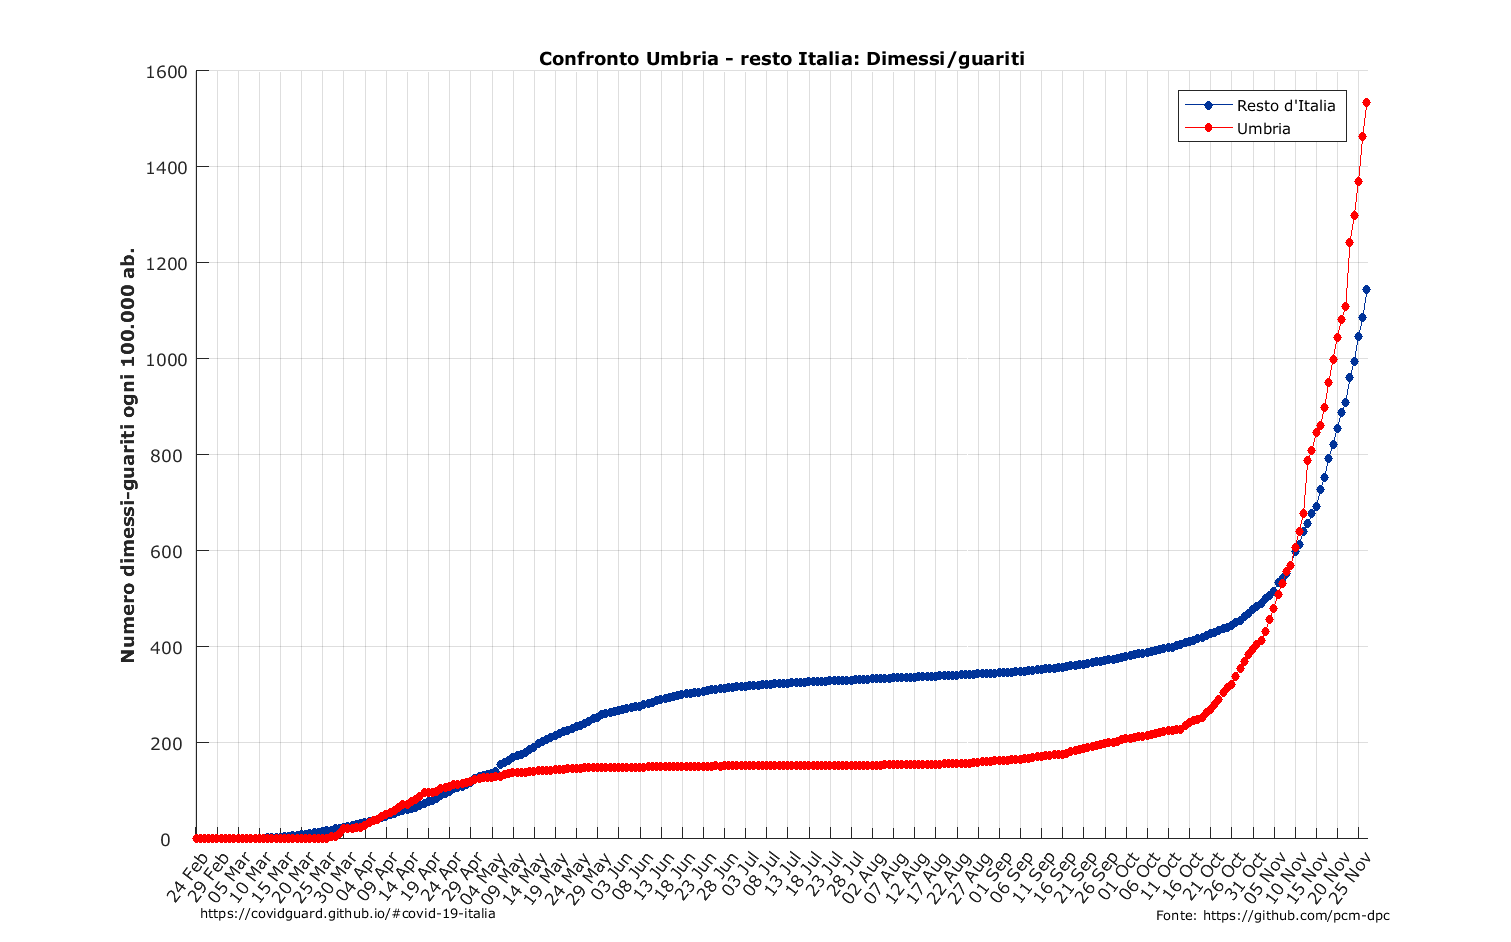 Confronto Umbria - resto Italia: Dimessi/guariti
Numero dimessi-guariti ogni 100.000 ab.
1600
1400
1200
1000
800
600
400
200
0
Resto d'Italia
Umbria
24 Feb
29 Feb
05 Mar
10 Mar
15 Mar
20 Mar
25 Mar
30 Mar
04 Apr
09 Apr
14 Apr
19 Apr
24 Apr
29 Apr
04 May
09 May
14 May
19 May
24 May
29 May
03 Jun
08 Jun
13 Jun
18 Jun
23 Jun
28 Jun
03 Jul
08 Jul
13 Jul
18 Jul
23 Jul
28 Jul
02 Aug
07 Aug
12 Aug
17 Aug
22 Aug
27 Aug
01 Sep
06 Sep
11 Sep
16 Sep
21 Sep
26 Sep
01 Oct
06 Oct
11 Oct
16 Oct
21 Oct
26 Oct
31 Oct
05 Nov
10 Nov
15 Nov
20 Nov
25 Nov
https://covidguard.github.io/#covid-19-italia
Fonte: https://github.com/pcm-dpc